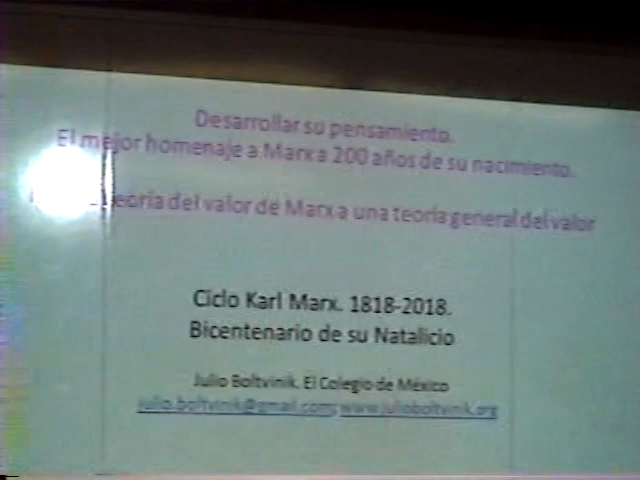 Desarrollar su pensamiento.
El mejor homenaje a Marx a 200 años de su nacimiento.
teoría del valor de Marx a una teoría general del valor
Ciclo Karl Marx. 1818-2018.
Bicentenario de su Natalicio
Julio Boltvinik. El Colegio de México
julio.boltvinik@gmail.com; www.julioboltvinik.org